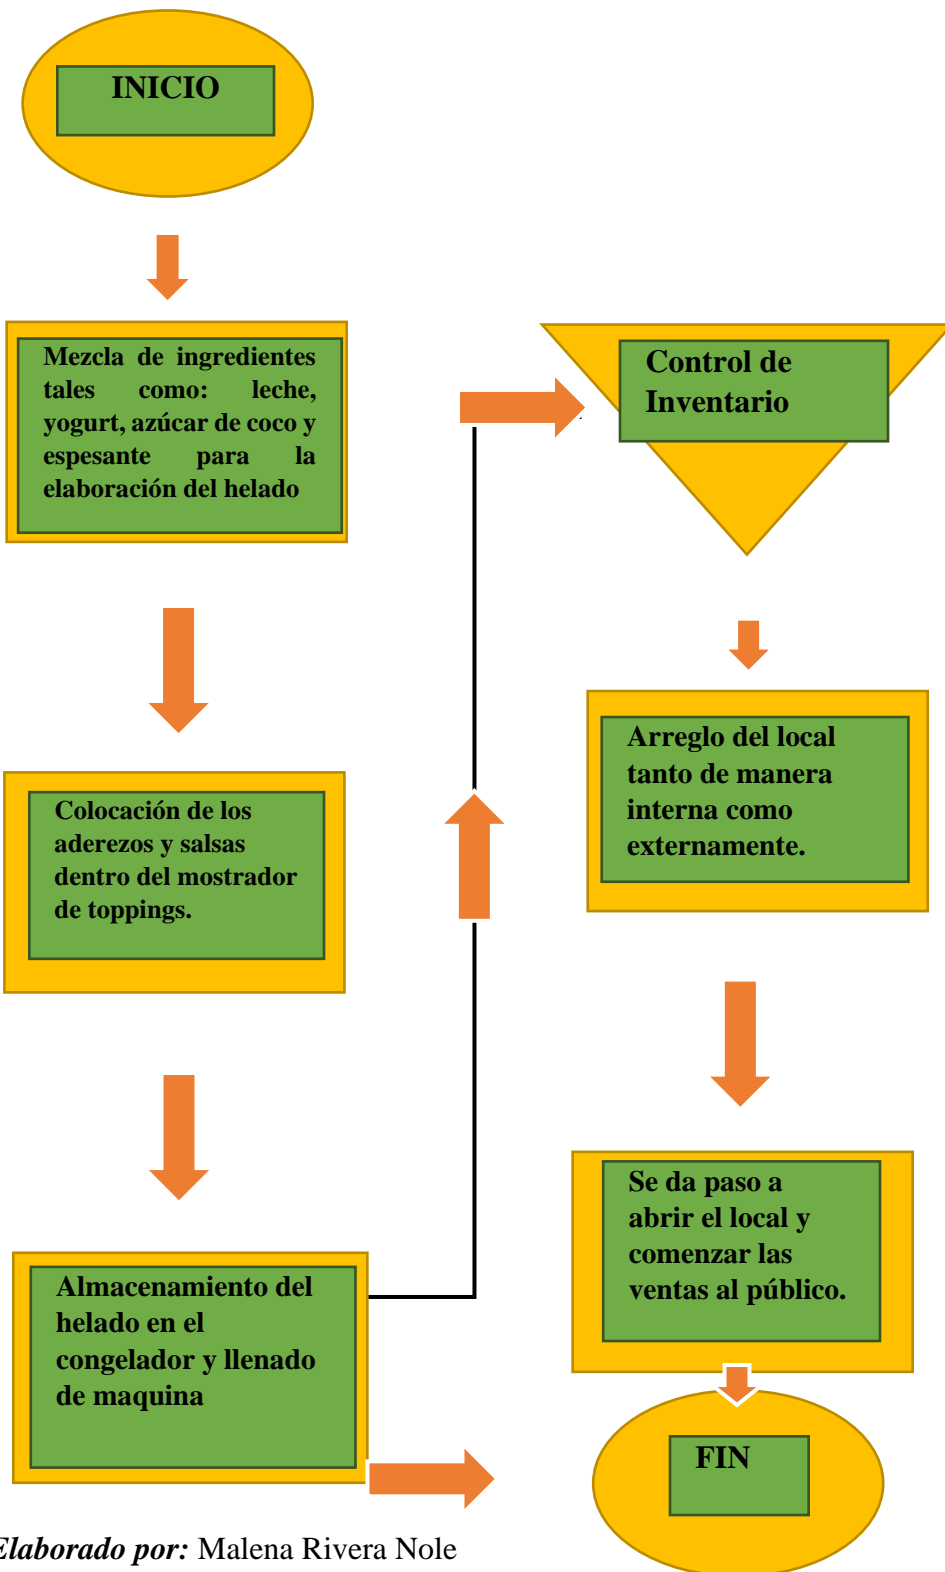 INICIO
Mezcla de ingredientes
tales como: leche,
yogurt, azúcar de coco y
espesante para la
elaboración del helado
Colocación de los
aderezos y salsas
dentro del mostrador
de toppings.
Almacenamiento del
helado en el
congelador y llenado
de maquina
Control de
Inventario
Arreglo del local
tanto de manera
interna como
externamente.
Se da paso a
abrir el local y
comenzar las
ventas al público.
FIN
Elaborado por: Malena Rivera Nole